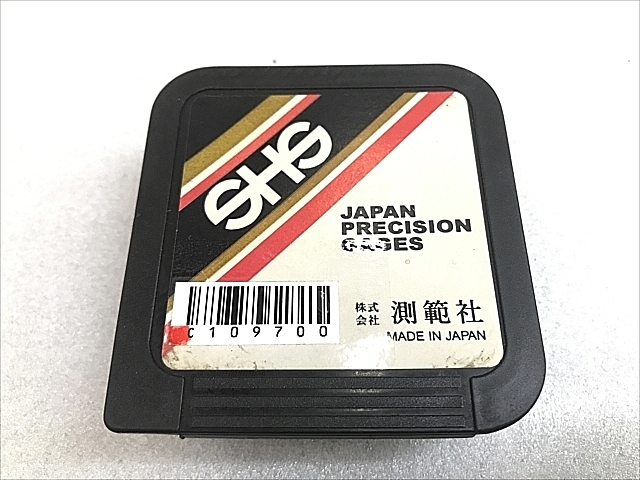 SHS
JAPAN
PRECISION
GAGES
C109700
株式
会社
測範社
MADE IN JAPAN